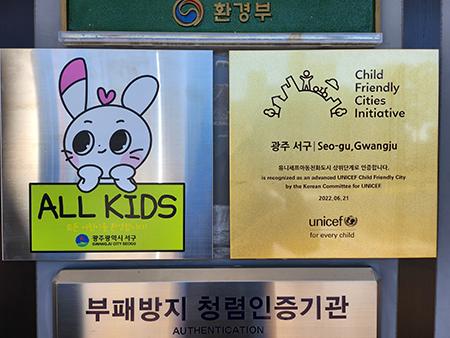 환경부
ALL KIDS
광주광역시 서구
GWANGJU CITY SEOGU
Child
Friendly
Cities
Initiative
광주 서구 | Seo-gu, Gwangju
유니세프아동친화도시 상위단계로 인증합니다.
is recognized as an advanced UNICEF Child Friendly City
by the Korean Committee for UNICEF
2022.06.21
unicef
for every child
부패방지 청렴인증기관
AUTHENTICATION